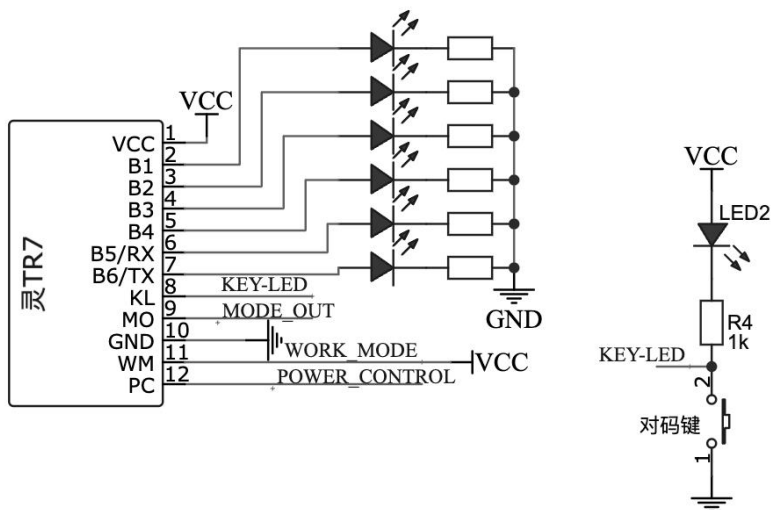 VCC
灵TR7
VCC 1
B1 2
B2 3
B3 4
B4 5
B5/RX 6
B6/TX 7
KL 8 KEY-LED
MO 9 MODE_OUT
GND 10
WM 11 WORK_MODE VCC
PC 12 POWER_CONTROL
GND
VCC
LED2
R4
1k
KEY-LED
2
对码键
1